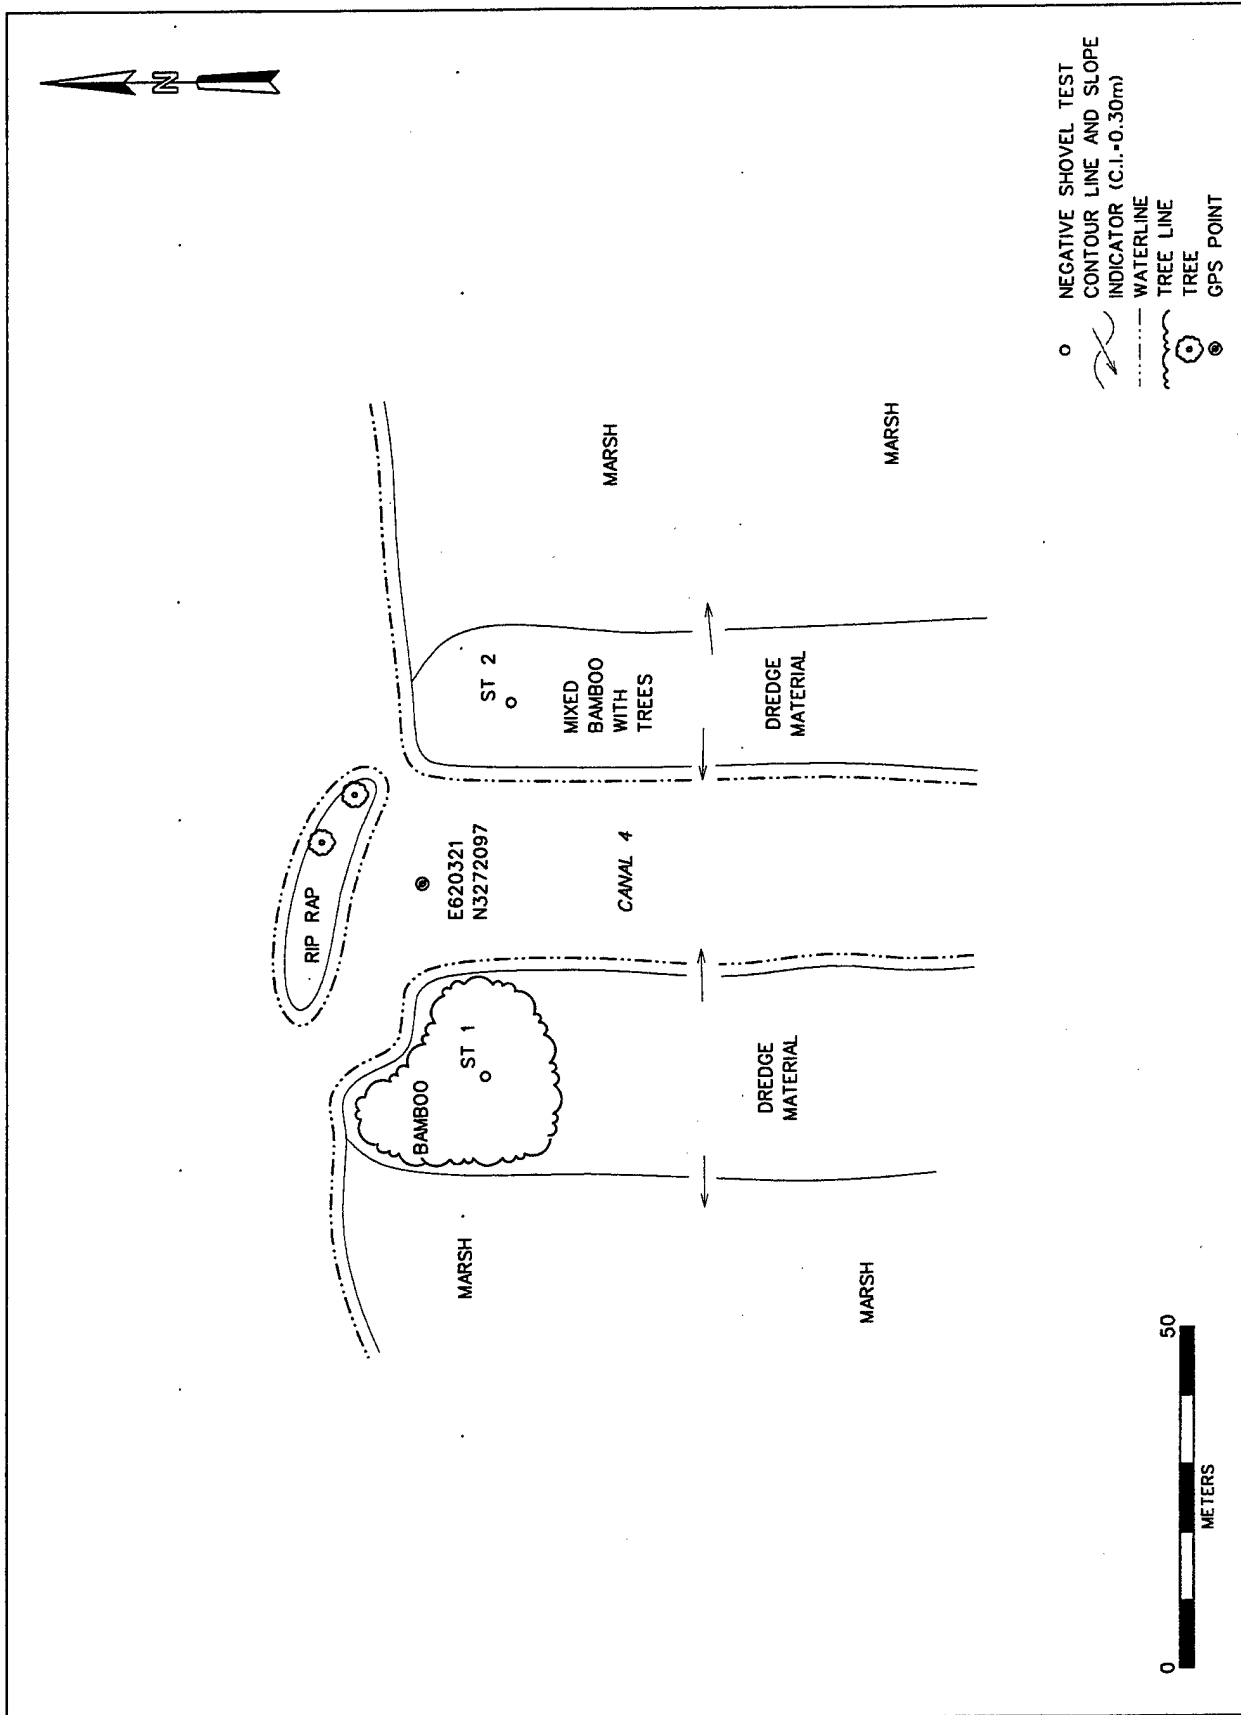 N
RIP RAP
BAMBOO
ST 1
E620321
N3272097
ST 2
MARSH
CANAL 4
MIXED
BAMBOO
WITH
TREES
MARSH
DREDGE
MATERIAL
DREDGE
MATERIAL
MARSH
MARSH
0
50
METERS
NEGATIVE SHOVEL TEST
CONTOUR LINE AND SLOPE
INDICATOR (C.I.=0.30m)
WATERLINE
TREE LINE
TREE
GPS POINT